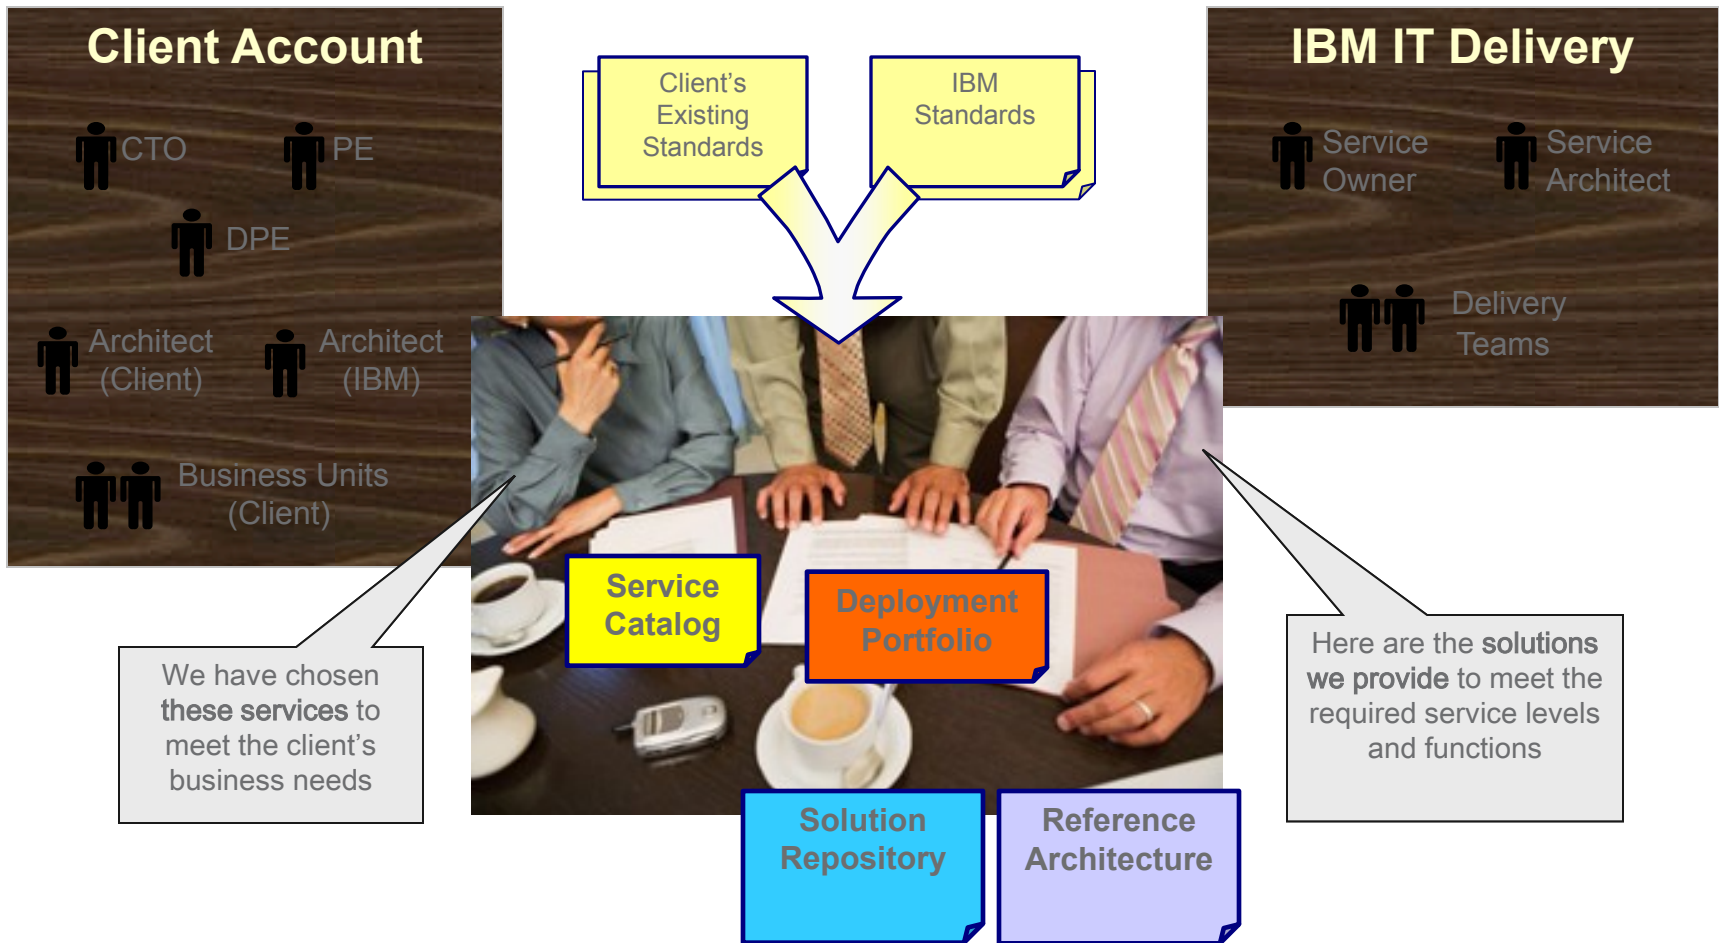 Client Account
CTO
PE
DPE
Architect
(Client)
Architect
(IBM)
Business Units
(Client)
Client’s
Existing
Standards
IBM
Standards
IBM IT Delivery
Service
Owner
Service
Architect
Delivery
Teams
Service
Catalog
Deployment
Portfolio
We have chosen
these services to
meet the client’s
business needs
Here are the solutions
we provide to meet the
required service levels
and functions
Solution
Repository
Reference
Architecture